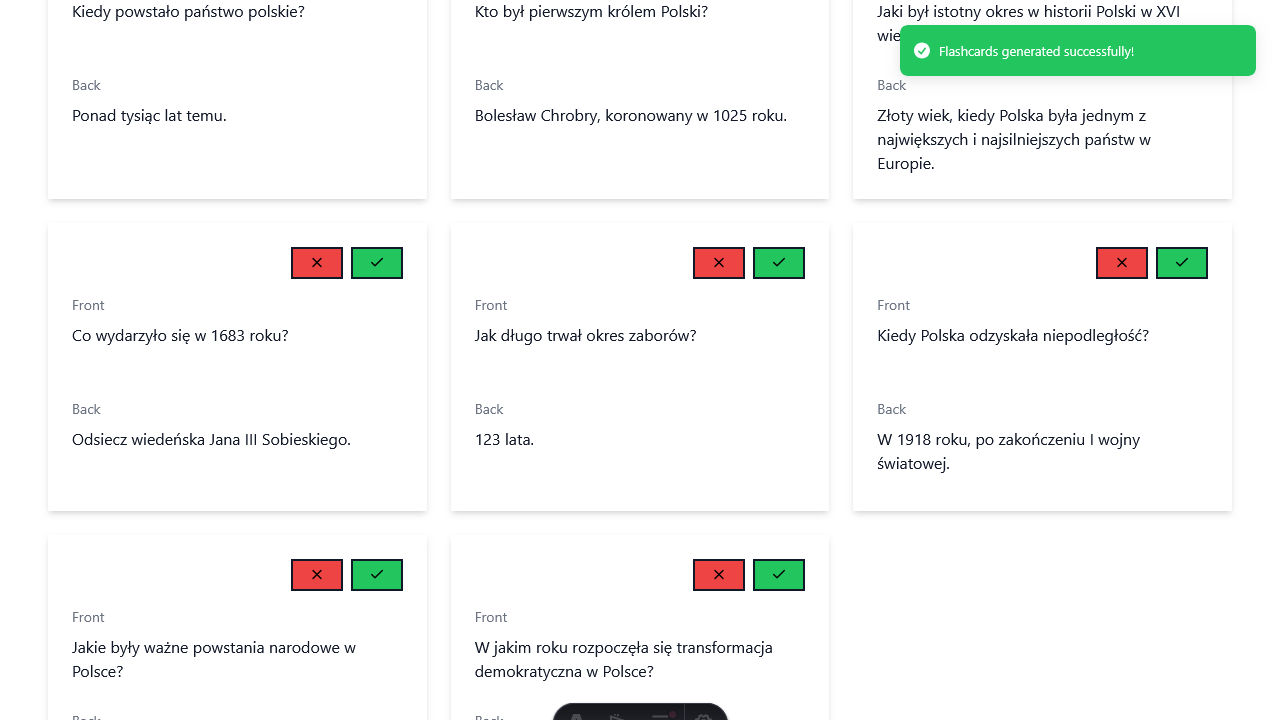 Kiedy powstało państwo polskie?
Back
Ponad tysiąc lat temu.
Kto był pierwszym królem Polski?
Back
Bolesław Chrobry, koronowany w 1025 roku.
Jaki był istotny okres w historii Polski w XVI
Flashcards generated successfully!
Back
Złoty wiek, kiedy Polska była jednym z
największych i najsilniejszych państw w
Europie.
Front
Co wydarzyło się w 1683 roku?
Back
Odsiecz wiedeńska Jana III Sobieskiego.
Front
Jak długo trwał okres zaborów?
Back
123 lata.
Front
Kiedy Polska odzyskała niepodległość?
Back
W 1918 roku, po zakończeniu I wojny
światowej.
Front
Jakie były ważne powstania narodowe w
Polsce?
Back
Front
W jakim roku rozpoczęła się transformacja
demokratyczna w Polsce?
Back